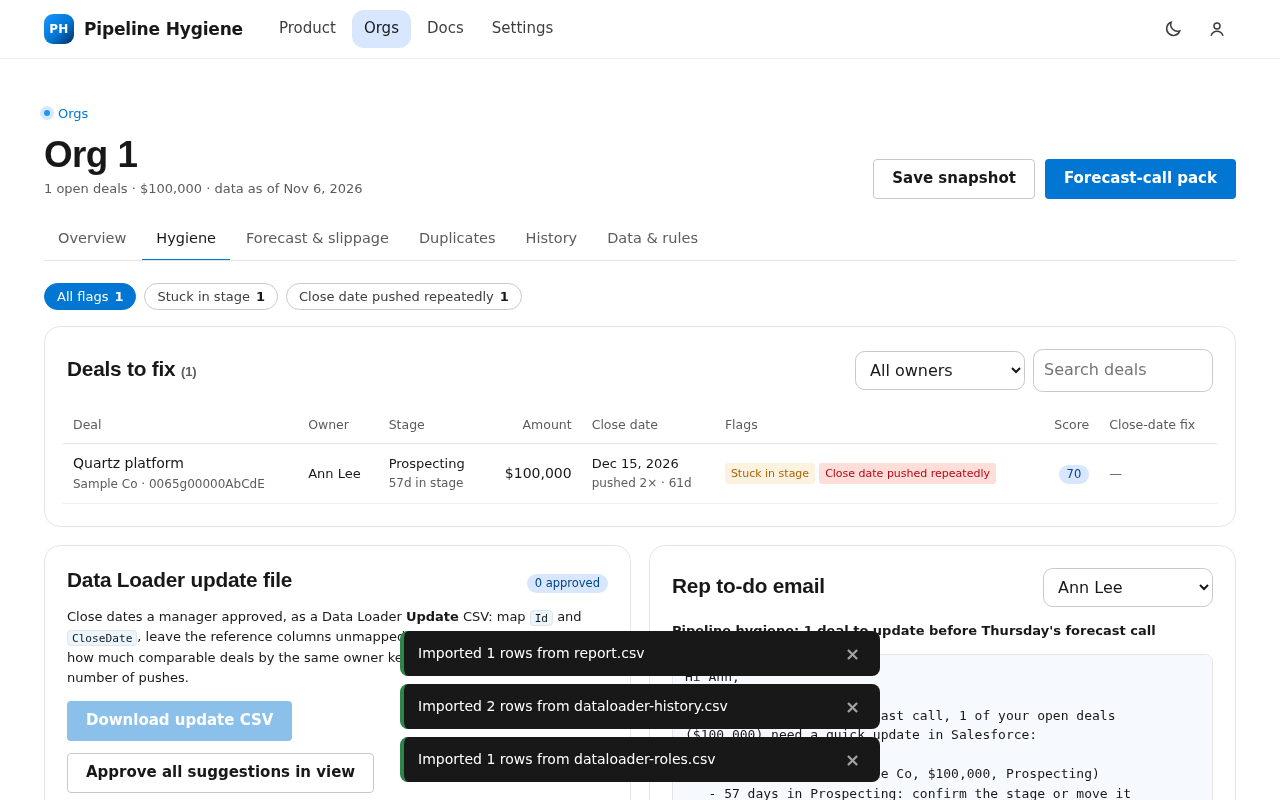 PH Pipeline Hygiene Product Orgs Docs Settings
Orgs
Org 1
1 open deals · $100,000 · data as of Nov 6, 2026
Save snapshot Forecast-call pack
Overview Hygiene Forecast & slippage Duplicates History Data & rules
All flags 1 Stuck in stage 1 Close date pushed repeatedly 1
Deals to fix (1) All owners Search deals
Deal Owner Stage Amount Close date Flags Score Close-date fix
Quartz platform Ann Lee Prospecting $100,000 Dec 15, 2026 Stuck in stage Close date pushed repeatedly 70 —
Sample Co · 0065g00000AbCdE 57d in stage pushed 2× · 61d
Data Loader update file 0 approved
Close dates a manager approved, as a Data Loader Update CSV: map Id and
CloseDate, leave the reference columns unmapped
how much comparable deals by the same owner
number of pushes.
Download update CSV
Approve all suggestions in view
Rep to-do email Ann Lee
Pipeline hygiene: 1 deal to update before Thursday's forecast call
Hi Ann,
call, 1 of your open deals
($100,000) need a quick update in Salesforce:
Co, $100,000, Prospecting)
- 57 days in Prospecting: confirm the stage or move it
Imported 1 rows from report.csv ×
Imported 2 rows from dataloader-history.csv ×
Imported 1 rows from dataloader-roles.csv ×